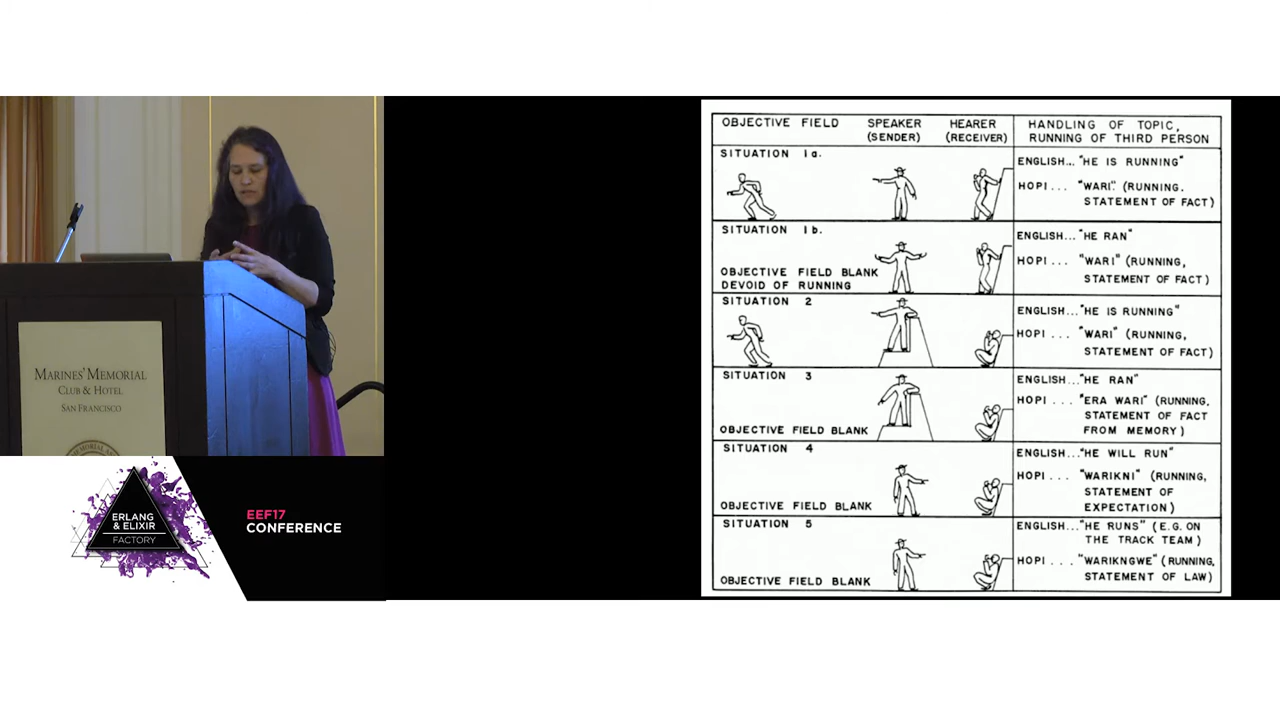 MARINES' MEMORIAL
CLUB & HOTEL
SAN FRANCISCO
ERLANG
& ELIXIR
FACTORY
EEF17
CONFERENCE
OBJECTIVE FIELD SPEAKER (SENDER) HEARER (RECEIVER) HANDLING OF TOPIC, RUNNING OF THIRD PERSON
SITUATION 1a.
ENGLISH... "HE IS RUNNING"
HOPI... "WARI". (RUNNING.
STATEMENT OF FACT)
SITUATION 1b.
OBJECTIVE FIELD BLANK
DEVOID OF RUNNING
ENGLISH... "HE RAN"
HOPI... "WARI" (RUNNING,
STATEMENT OF FACT)
SITUATION 2
ENGLISH... "HE IS RUNNING"
HOPI... "WARI" (RUNNING,
STATEMENT OF FACT)
SITUATION 3
OBJECTIVE FIELD BLANK
ENGLISH... "HE RAN"
HOPI... "ERA WARI" (RUNNING,
STATEMENT OF FACT
FROM MEMORY)
SITUATION 4
OBJECTIVE FIELD BLANK
ENGLISH... "HE WILL RUN"
HOPI... "WARIKNI" (RUNNING,
STATEMENT OF
EXPECTATION)
SITUATION 5
OBJECTIVE FIELD BLANK
ENGLISH... "HE RUNS" (E.G. ON
THE TRACK TEAM)
HOPI... "WARIKNGWE" (RUNNING,
STATEMENT OF LAW)